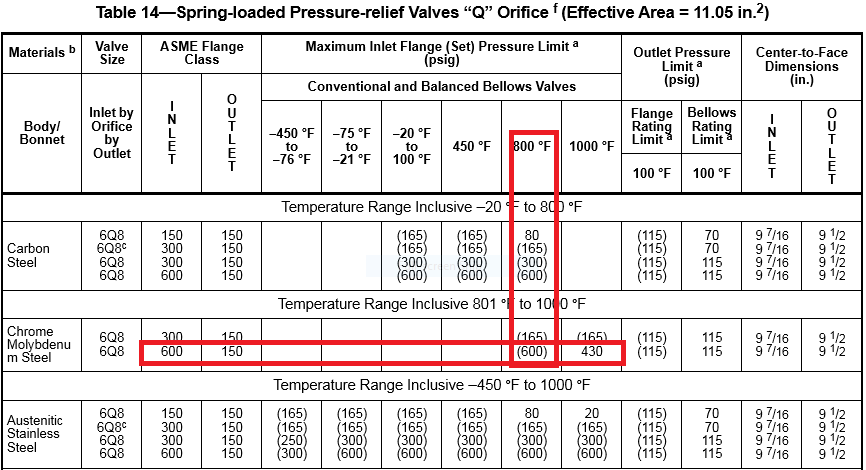 Table 14—Spring-loaded Pressure-relief Valves “Q” Orifice f (Effective Area = 11.05 in.2)
Materials b Valve Size ASME Flange Class Maximum Inlet Flange (Set) Pressure Limit a (psig) Outlet Pressure Limit a (psig) Center-to-Face Dimensions (in.)
Conventional and Balanced Bellows Valves
Body/ Bonnet Inlet by Orifice by Outlet INLET OUTLET –450 °F to –76 °F –75 °F to –21 °F –20 °F to 100 °F 450 °F 800 °F 1000 °F Flange Rating Limit a Bellows Rating Limit a INLET OUTLET
100 °F 100 °F
Temperature Range Inclusive –20 °F to 800 °F
Carbon Steel
6Q8 150 150 (165) (165) 80 (115) 70 9 7/16 9 1/2
6Q8c 300 150 (165) (165) (165) (115) 70 9 7/16 9 1/2
6Q8 300 150 (300) (300) (300) (115) 115 9 7/16 9 1/2
6Q8 600 150 (600) (600) (600) (115) 115 9 7/16 9 1/2
Temperature Range Inclusive 801 °F to 1000 °F
Chrome Molybdenu m Steel
6Q8 300 150 (165) (165) (115) 115 9 7/16 9 1/2
6Q8 600 150 (600) 430 (115) 115 9 7/16 9 1/2
Temperature Range Inclusive –450 °F to 1000 °F
Austenitic Stainless Steel
6Q8 150 150 (165) (165) (165) (165) 80 20 (115) 70 9 7/16 9 1/2
6Q8c 300 150 (165) (165) (165) (165) (165) (165) (115) 70 9 7/16 9 1/2
6Q8 300 150 (250) (300) (300) (300) (300) (300) (115) 115 9 7/16 9 1/2
6Q8 600 150 (300) (600) (600) (600) (600) (600) (115) 115 9 7/16 9 1/2